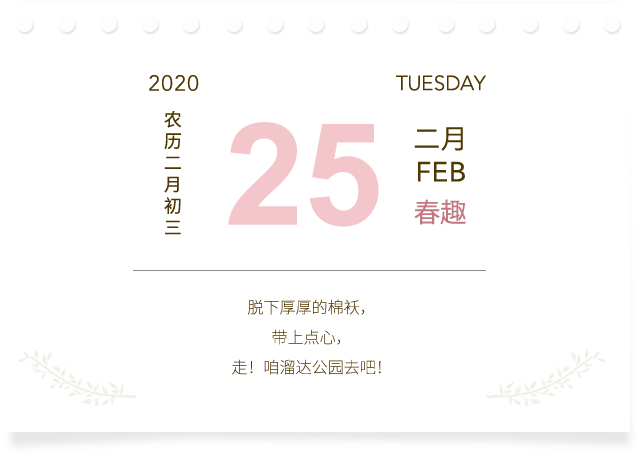 2020
TUESDAY
农历二月初三
25
二月
FEB
春趣
脱下厚厚的棉袄，
带上点心，
走！咱溜达公园去吧！